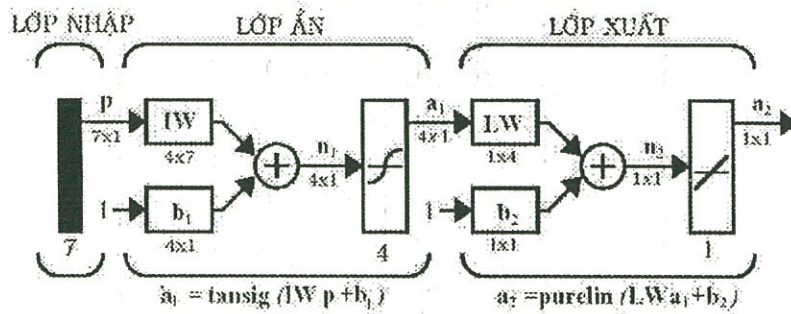 LỚP NHẬP LỚP ẨN LỚP XUẤT
p a₁ a₂
IW LW
7x1 4x1 1x1
4x7 n₁ 1x4 n₃
4x1 1x1
1 b₁ 1 b₂
7 4x1 4 1x1 1
a₁ = tansig (IW p +b₁) a₂ =purelin (LWa₁+b₂)